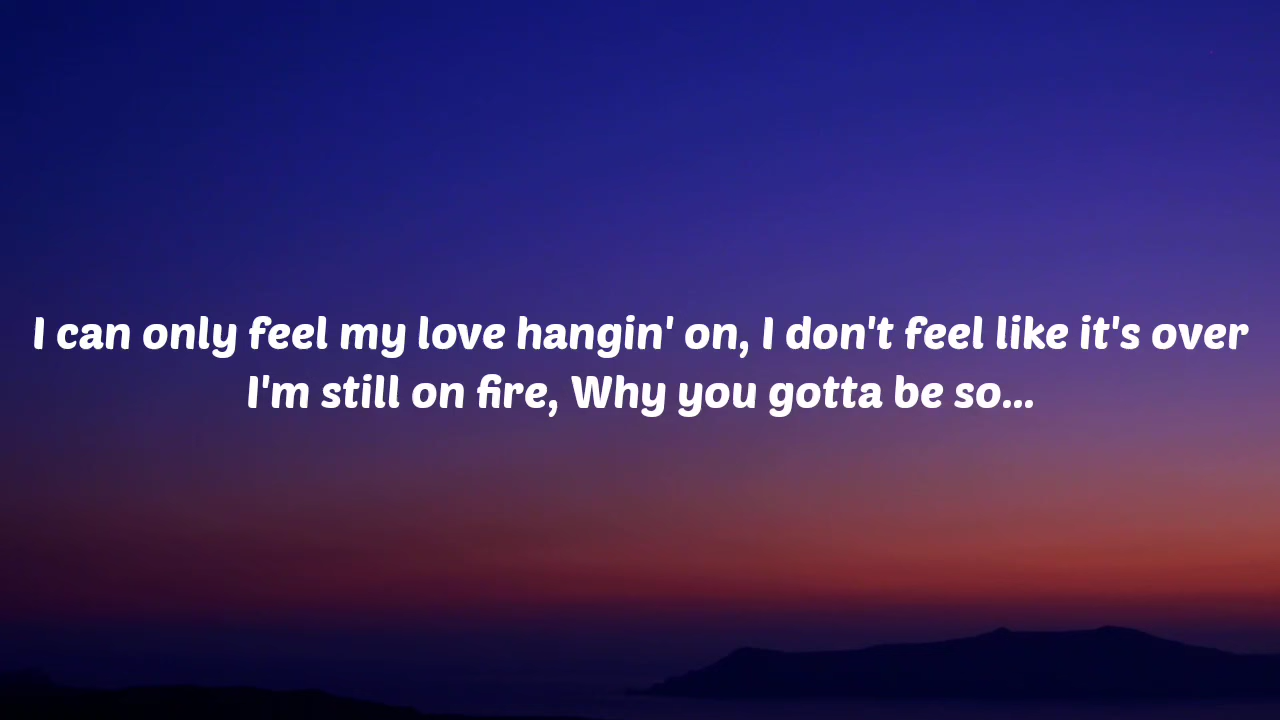 I can only feel my love hangin' on, I don't feel like it's over
I'm still on fire, Why you gotta be so...